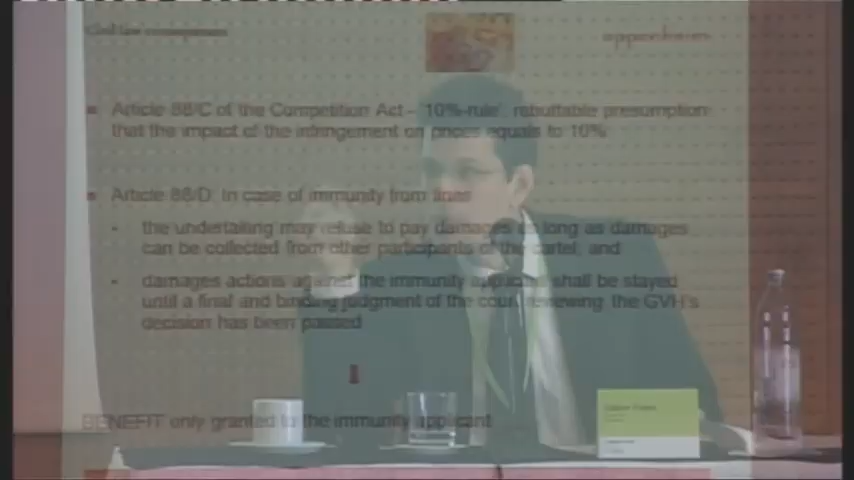 Civil law consequences
Article 88/C of the Competition Act – '10%-rule', rebuttable presumption
that the impact of the infringement on prices equals to 10%
Article 88/D: In case of immunity from fines
the undertaking may refuse to pay damages as long as damages
can be collected from other participants of the cartel, and
damages actions against the immunity applicant shall be stayed
until a final and binding judgment of the court reviewing the GVH's
decision has been passed
BENEFIT only granted to the immunity applicant